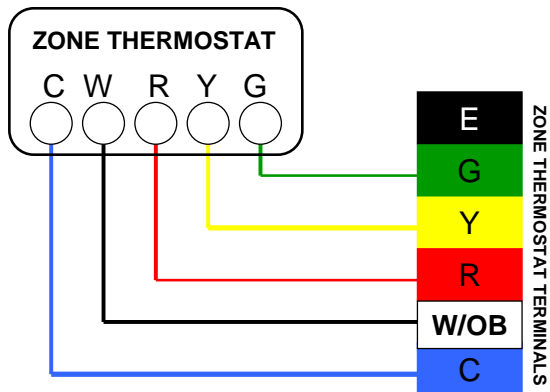 ZONE THERMOSTAT
C W R Y G
E
G
Y
R
W/OB
C
ZONE THERMOSTAT TERMINALS